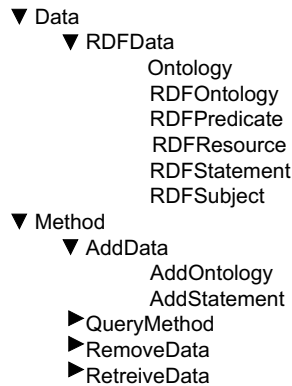 ▼ Data
▼ RDFData
Ontology
RDFOntology
RDFPredicate
RDFResource
RDFStatement
RDFSubject
▼ Method
▼ AddData
AddOntology
AddStatement
▶QueryMethod
▶RemoveData
▶RetreiveData